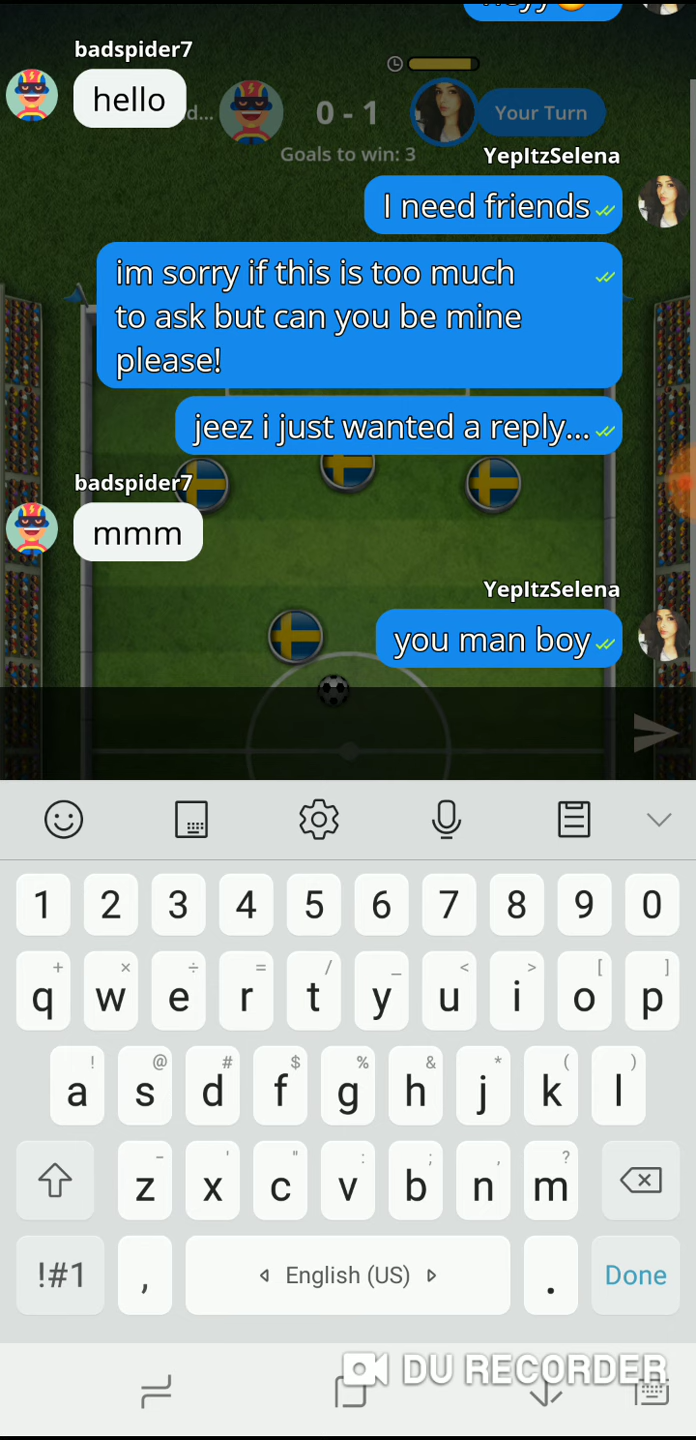 badspider7
hello
d...
0 - 1
Your Turn
Goals to win: 3
YepItzSelena
I need friends
im sorry if this is too much
to ask but can you be mine
please!
jeez i just wanted a reply...
badspider7
mmm
YepItzSelena
you man boy
1 2 3 4 5 6 7 8 9 0
+ × ÷ = / _ < > [ ]
q w e r t y u i o p
! @ # $ % & * ( )
a s d f g h j k l
- ' " : ; , ?
z x c v b n m
!#1 , English (US) . Done
DU RECORDER